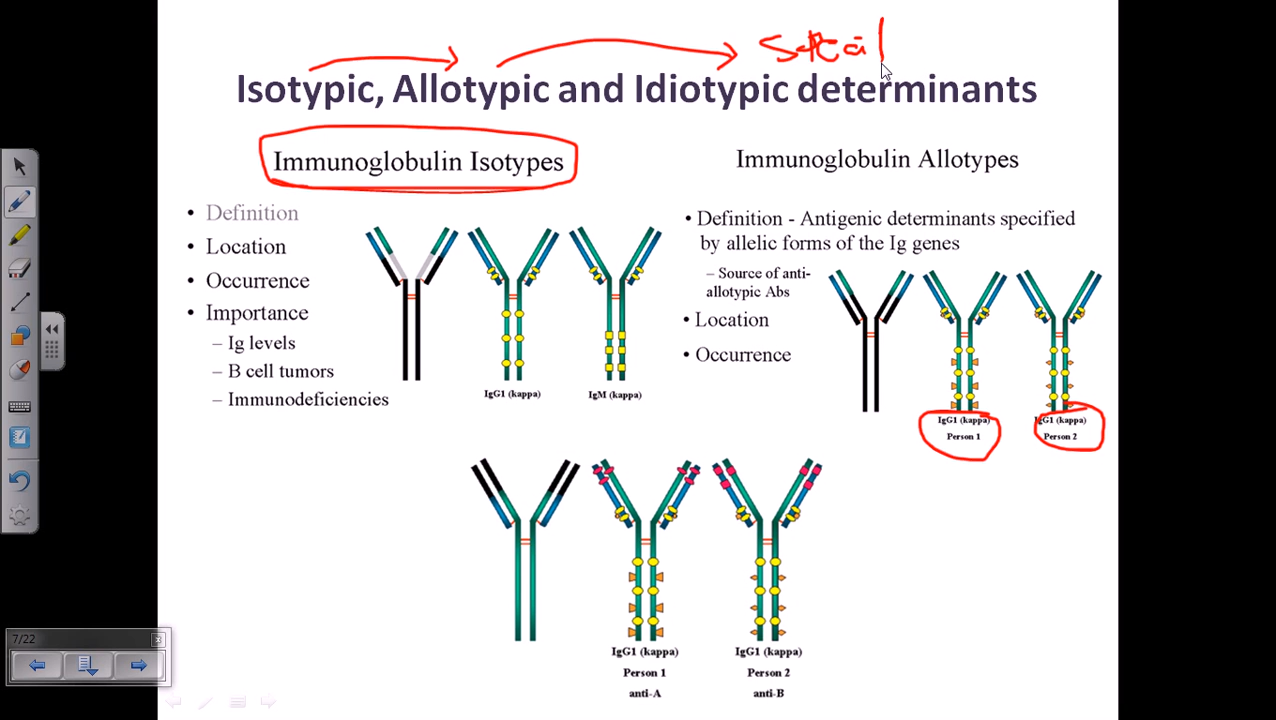 Isotypic, Allotypic and Idiotypic determinants
Immunoglobulin Isotypes
• Definition
• Location
• Occurrence
• Importance
– Ig levels
– B cell tumors
– Immunodeficiencies
IgG1 (kappa)
IgM (kappa)
Immunoglobulin Allotypes
• Definition - Antigenic determinants specified
by allelic forms of the Ig genes
– Source of anti-
allotypic Abs
• Location
• Occurrence
IgG1 (kappa)
Person 1
IgG1 (kappa)
Person 2
IgG1 (kappa)
Person 1
anti-A
IgG1 (kappa)
Person 2
anti-B
7/22